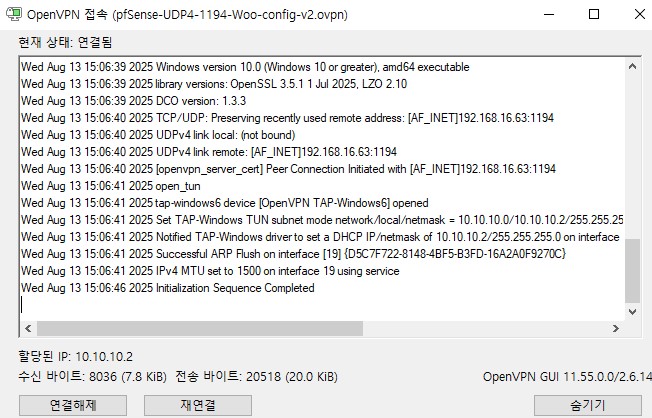 OpenVPN 접속 (pfSense-UDP4-1194-Woo-config-v2.ovpn)
현재 상태: 연결됨
Wed Aug 13 15:06:39 2025 Windows version 10.0 (Windows 10 or greater), amd64 executable
Wed Aug 13 15:06:39 2025 library versions: OpenSSL 3.5.1 1 Jul 2025, LZO 2.10
Wed Aug 13 15:06:39 2025 DCO version: 1.3.3
Wed Aug 13 15:06:40 2025 TCP/UDP: Preserving recently used remote address: [AF_INET]192.168.16.63:1194
Wed Aug 13 15:06:40 2025 UDPv4 link local: (not bound)
Wed Aug 13 15:06:40 2025 UDPv4 link remote: [AF_INET]192.168.16.63:1194
Wed Aug 13 15:06:40 2025 [openvpn_server_cert] Peer Connection Initiated with [AF_INET]192.168.16.63:1194
Wed Aug 13 15:06:41 2025 open_tun
Wed Aug 13 15:06:41 2025 tap-windows6 device [OpenVPN TAP-Windows6] opened
Wed Aug 13 15:06:41 2025 Set TAP-Windows TUN subnet mode network/local/netmask = 10.10.10.0/10.10.10.2/255.255.25
Wed Aug 13 15:06:41 2025 Notified TAP-Windows driver to set a DHCP IP/netmask of 10.10.10.2/255.255.255.0 on interface
Wed Aug 13 15:06:41 2025 Successful ARP Flush on interface [19] {D5C7F722-8148-4BF5-B3FD-16A2A0F9270C}
Wed Aug 13 15:06:41 2025 IPv4 MTU set to 1500 on interface 19 using service
Wed Aug 13 15:06:46 2025 Initialization Sequence Completed
할당된 IP: 10.10.10.2
수신 바이트: 8036 (7.8 KiB) 전송 바이트: 20518 (20.0 KiB) OpenVPN GUI 11.55.0.0/2.6.14
연결해제 재연결 숨기기